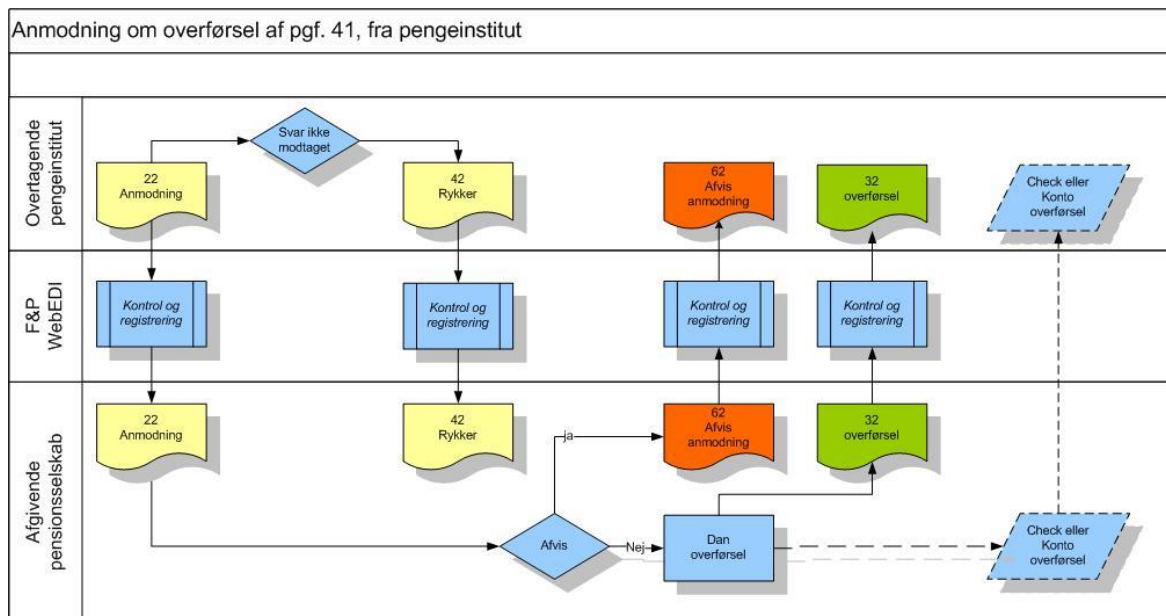 Anmodning om overførsel af pgf. 41, fra pengeinstitut
Overtagende
pengeinstitut
Svar ikke
modtaget
22
Anmodning
42
Rykker
62
Afvis
anmodning
32
overførsel
Check eller
Konto
overførsel
F&P
WebEDI
Kontrol og
registrering
Kontrol og
registrering
Kontrol og
registrering
Kontrol og
registrering
Afgivende
pensionsselskab
22
Anmodning
42
Rykker
ja
62
Afvis
anmodning
32
overførsel
Afvis
Nej
Dan
overførsel
Check eller
Konto
overførsel